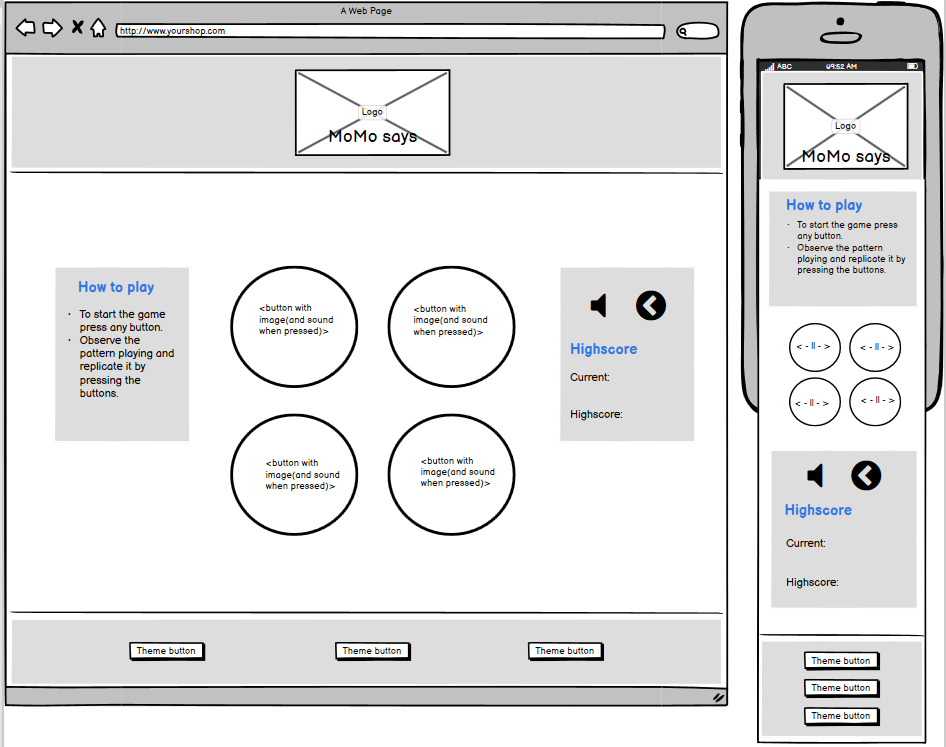 A Web Page
http://www.yourshop.com
Logo
MoMo says
How to play
· To start the game
press any button.
· Observe the
pattern playing and
replicate it by
pressing the
buttons.
<button with
image(and sound
when pressed)>
<button with
image(and sound
when pressed)>
<button with
image(and sound
when pressed)>
<button with
image(and sound
when pressed)>
Highscore
Current:
Highscore:
Theme button
Theme button
Theme button
ABC
09:52 AM
Logo
MoMo says
How to play
· To start the game press
any button.
· Observe the pattern
playing and replicate it by
pressing the buttons.
< - || - >
< - || - >
< - || - >
< - || - >
Highscore
Current:
Highscore:
Theme button
Theme button
Theme button